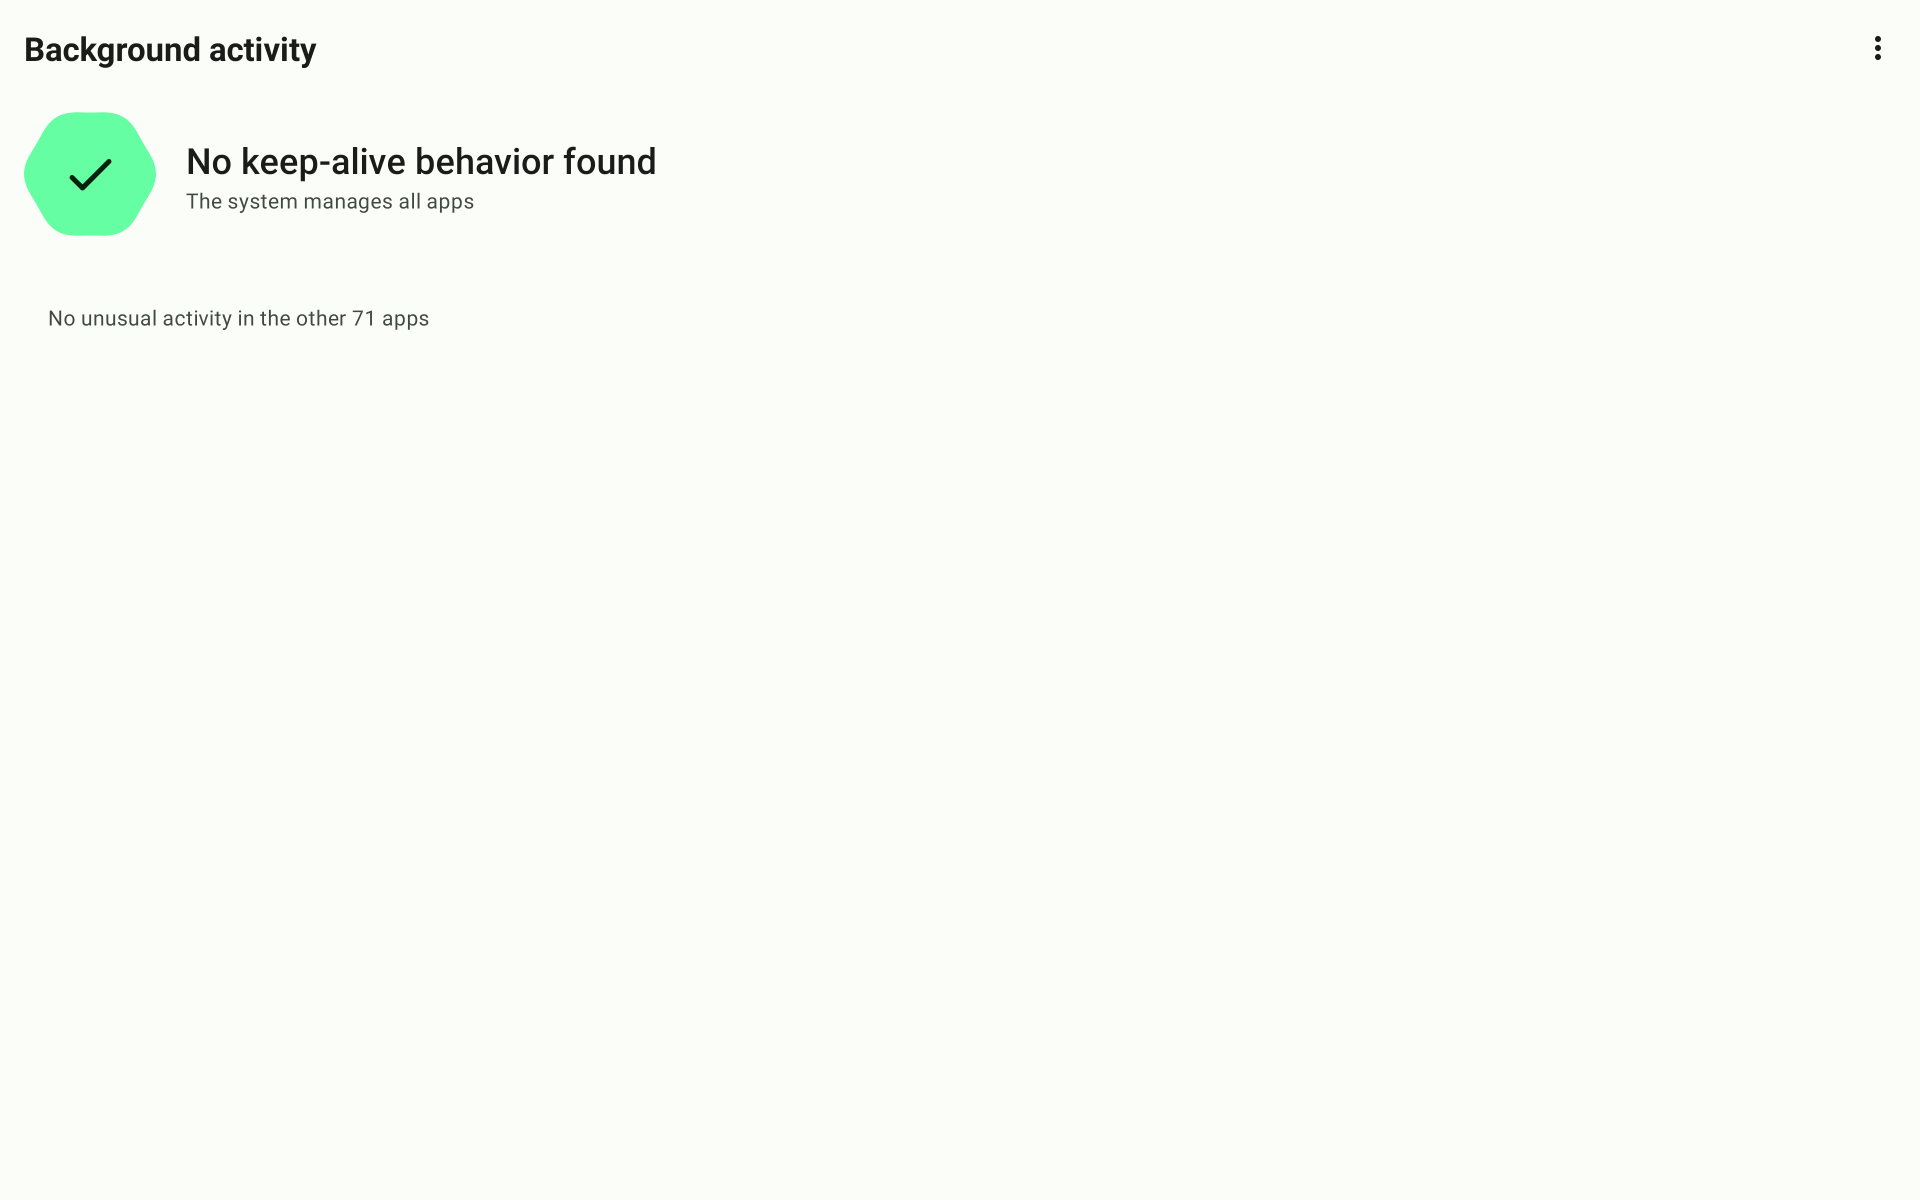 Background activity
No keep-alive behavior found
The system manages all apps
No unusual activity in the other 71 apps